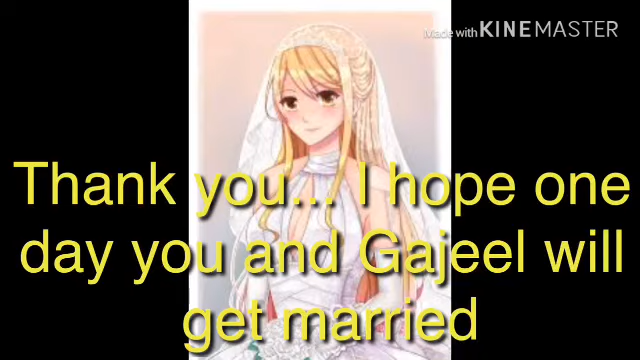 Made with KINEMASTER
Thank you... I hope one
day you and Gajeel will
get married